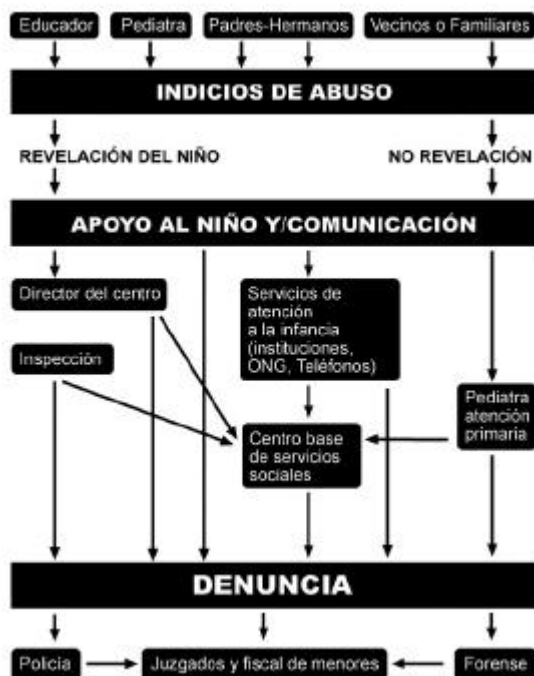 Educador
Pediatra
Padres-Hermanos
Vecinos o Familiares
INDICIOS DE ABUSO
REVELACIÓN DEL NIÑO
NO REVELACIÓN
APOYO AL NIÑO Y/COMUNICACIÓN
Director del centro
Servicios de
atención
a la infancia
(instituciones,
ONG, Teléfonos)
Inspección
Pediatra
atención
primaria
Centro base
de servicios
sociales
DENUNCIA
Policía
Juzgados y fiscal de menores
Forense